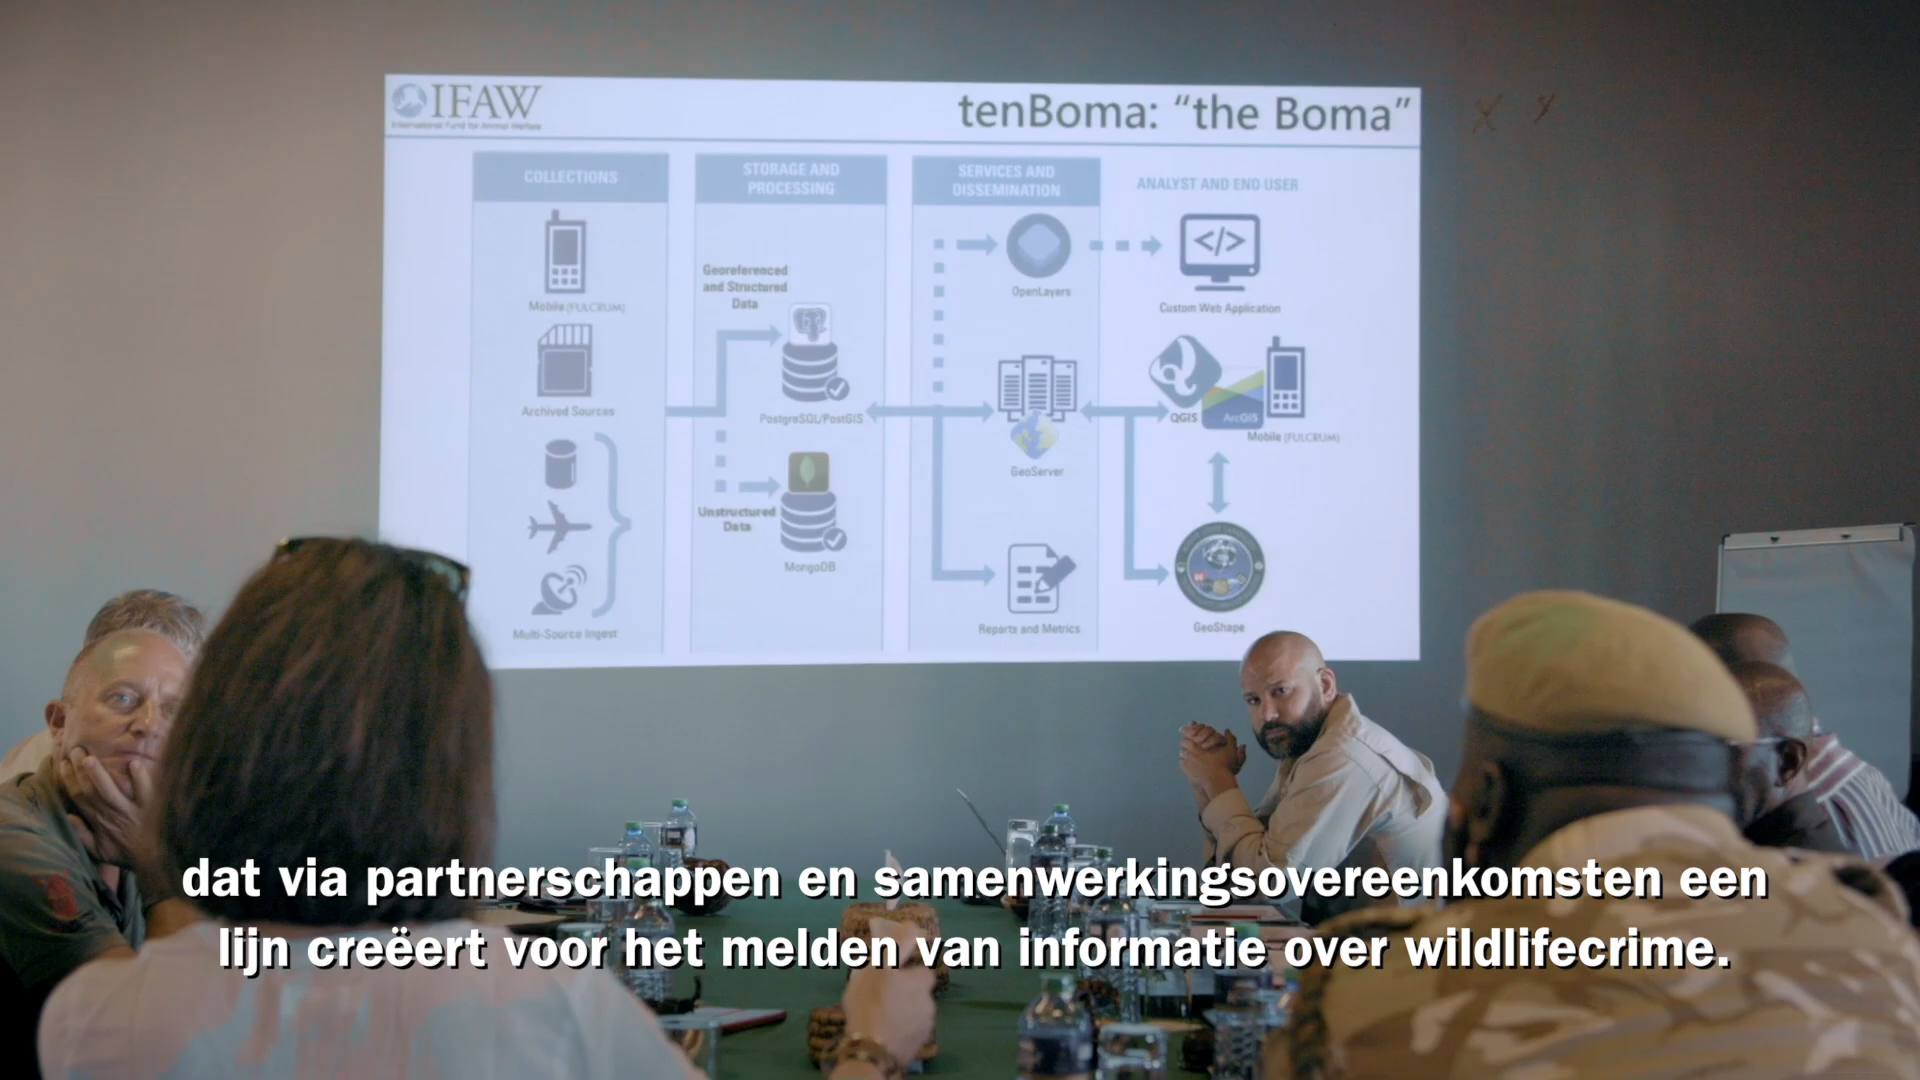 IFAW
International Fund for Animal Welfare
tenBoma: “the Boma”
COLLECTIONS
Mobile (FULCRUM)
Archived Sources
Multi-Source Ingest
STORAGE AND
PROCESSING
Georeferenced
and Structured
Data
PostgreSQL/PostGIS
Unstructured
Data
MongoDB
SERVICES AND
DISSEMINATION
OpenLayers
GeoServer
Reports and Metrics
ANALYST AND END USER
Custom Web Application
QGIS
ArcGIS
Mobile (FULCRUM)
GeoShape
dat via partnerschappen en samenwerkingsovereenkomsten een
lijn creëert voor het melden van informatie over wildlifecrime.